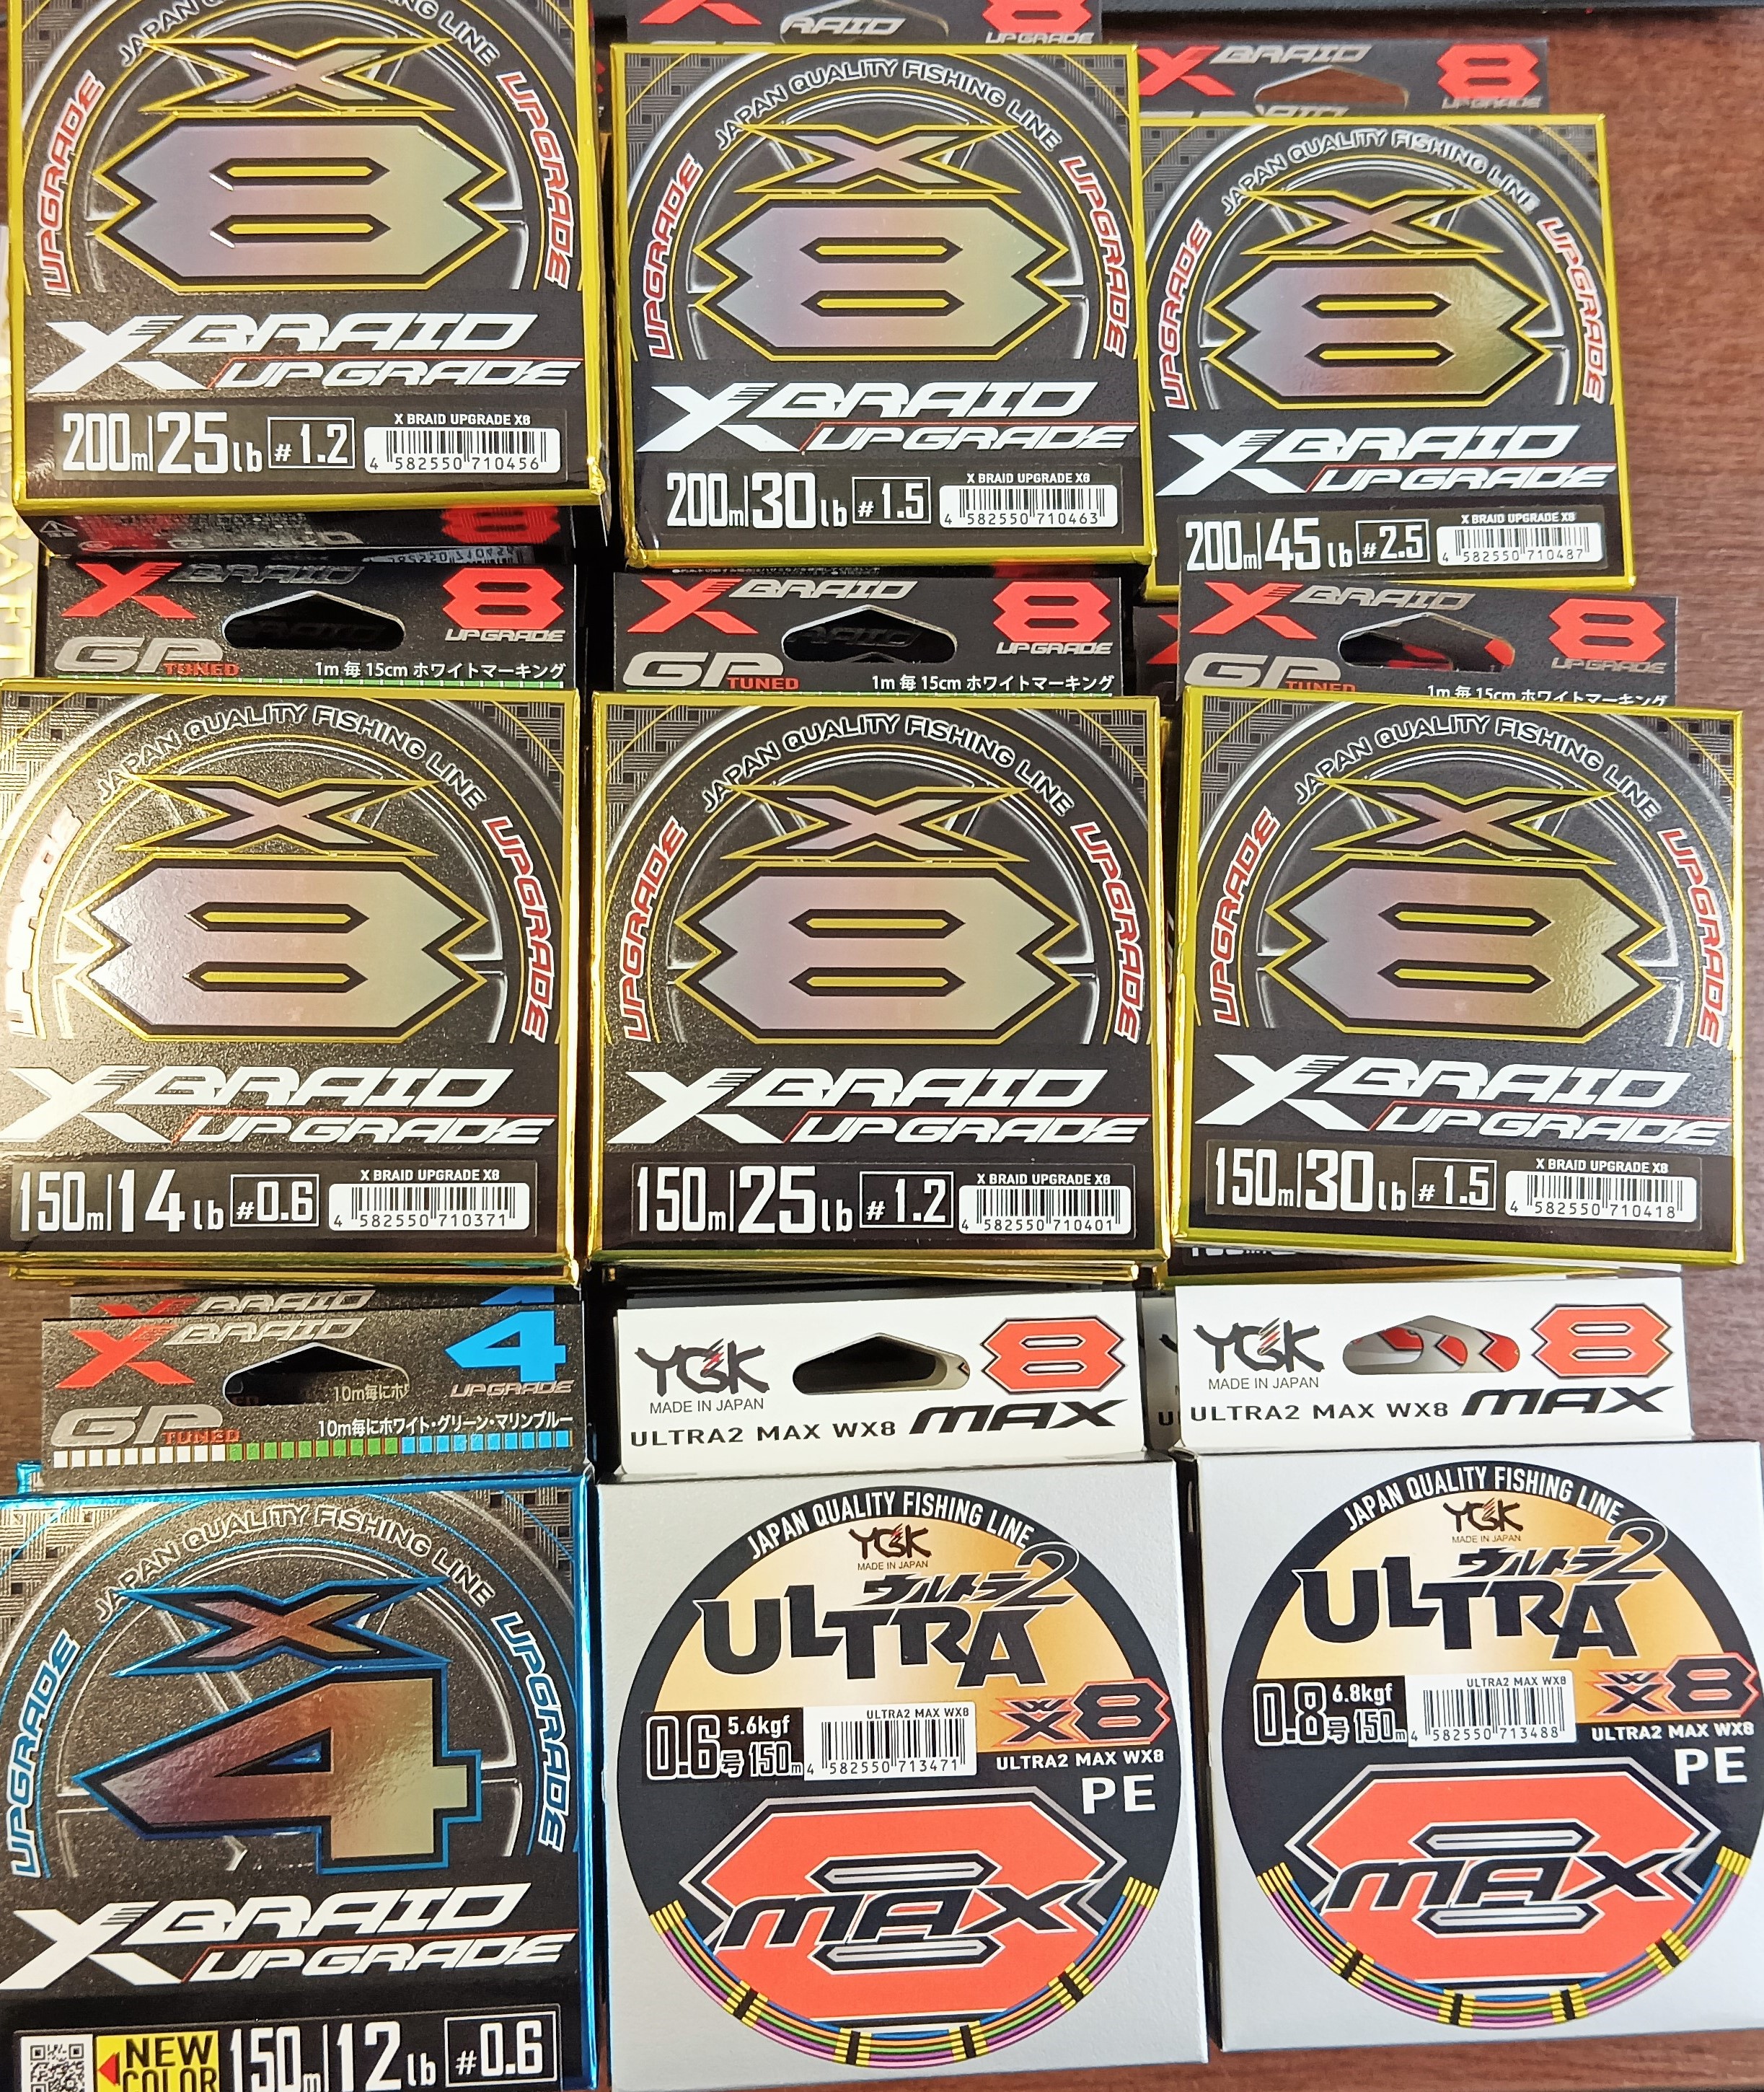 JAPAN QUALITY FISHING LINE
UPGRADE
UPGRADE
X
8
X BRAID
UPGRADE
200m 25lb #1.2
X BRAID UPGRADE X8
4 582550 710456
BRAID
8
UPGRADE
JAPAN QUALITY FISHING LINE
UPGRADE
UPGRADE
X
8
X BRAID
UPGRADE
200m 30lb #1.5
X BRAID UPGRADE X8
4 582550 710463
X BRAID
8
UPGRADE
JAPAN QUALITY FISHING LINE
UPGRADE
UPGRADE
X
8
X BRAID
UPGRADE
200m 45lb #2.5
X BRAID UPGRADE X8
4 582550 710487
X BRAID
8
UPGRADE
GP TUNED
1m 毎 15cm ホワイトマーキング
JAPAN QUALITY FISHING LINE
UPGRADE
X
8
X BRAID
UPGRADE
150m 14lb #0.6
X BRAID UPGRADE X8
4 582550 710371
X BRAID
8
UPGRADE
GP TUNED
1m 毎 15cm ホワイトマーキング
JAPAN QUALITY FISHING LINE
UPGRADE
UPGRADE
X
8
X BRAID
UPGRADE
150m 25lb #1.2
X BRAID UPGRADE X8
4 582550 710401
X BRAID
8
UPGRADE
GP TUNED
1m 毎 15cm ホワイトマーキング
JAPAN QUALITY FISHING LINE
UPGRADE
UPGRADE
X
8
X BRAID
UPGRADE
150m 30lb #1.5
X BRAID UPGRADE X8
4 582550 710418
X BRAID
X BRAID
4
UPGRADE
GP TUNED
10m毎にホワイト・グリーン・マリンブルー
JAPAN QUALITY FISHING LINE
UPGRADE
UPGRADE
X
4
X BRAID
UPGRADE
NEW
COLOR
150m 12lb #0.6
YGK
MADE IN JAPAN
8
ULTRA2 MAX WX8 MAX
JAPAN QUALITY FISHING LINE
YGK
MADE IN JAPAN
ウルトラ2
ULTRA
WX8
0.6号 5.6kgf 150m
ULTRA2 MAX WX8
4 582550 713471
ULTRA2 MAX WX8
PE
MAX
YGK
MADE IN JAPAN
8
ULTRA2 MAX WX8 MAX
JAPAN QUALITY FISHING LINE
YGK
MADE IN JAPAN
ウルトラ2
ULTRA
WX8
0.8号 6.8kgf 150m
ULTRA2 MAX WX8
4 582550 713488
ULTRA2 MAX WX8
PE
MAX